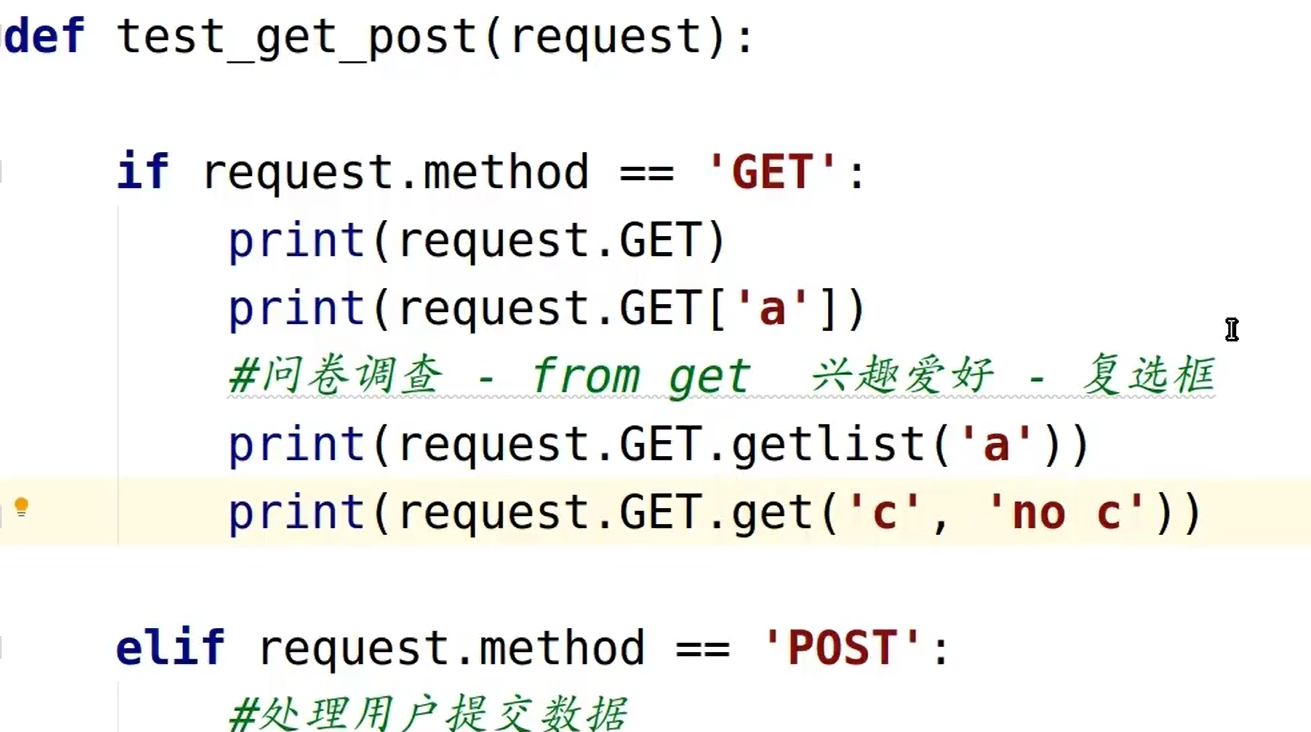 def test_get_post(request):
if request.method == 'GET':
print(request.GET)
print(request.GET['a'])
#问卷调查 - from get  兴趣爱好 - 复选框
print(request.GET.getlist('a'))
print(request.GET.get('c', 'no c'))
elif request.method == 'POST':
#处理用户提交数据